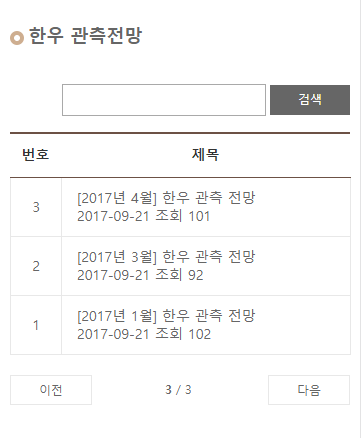 한우 관측전망
검색
번호 제목
3 [2017년 4월] 한우 관측 전망
2017-09-21 조회 101
2 [2017년 3월] 한우 관측 전망
2017-09-21 조회 92
1 [2017년 1월] 한우 관측 전망
2017-09-21 조회 102
이전 3 / 3 다음